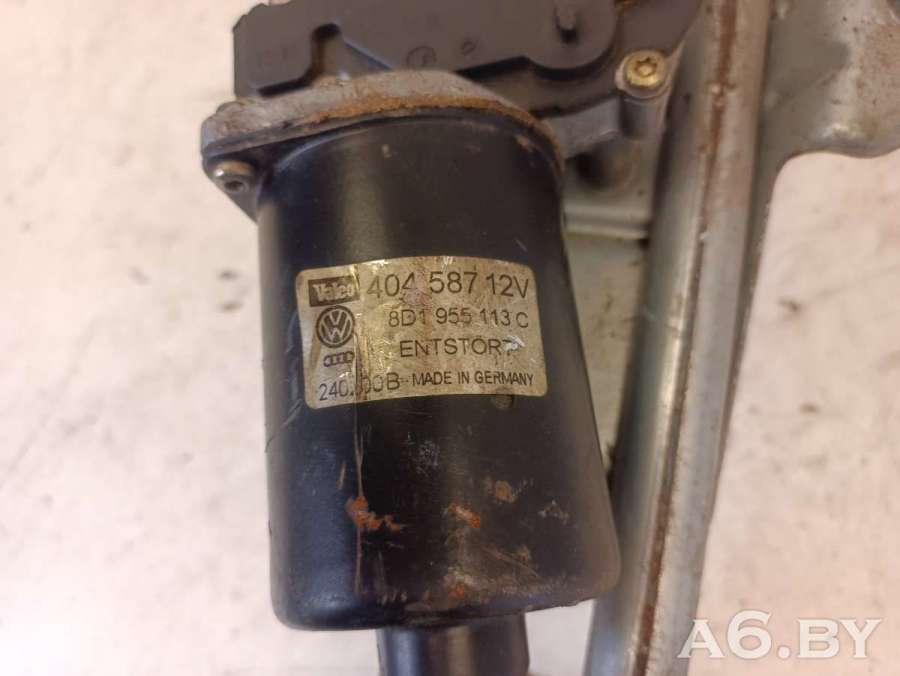 Valeo 404 587 12V
8D1 955 113 C
ENTSTÖRT
MADE IN GERMANY
A6.BY